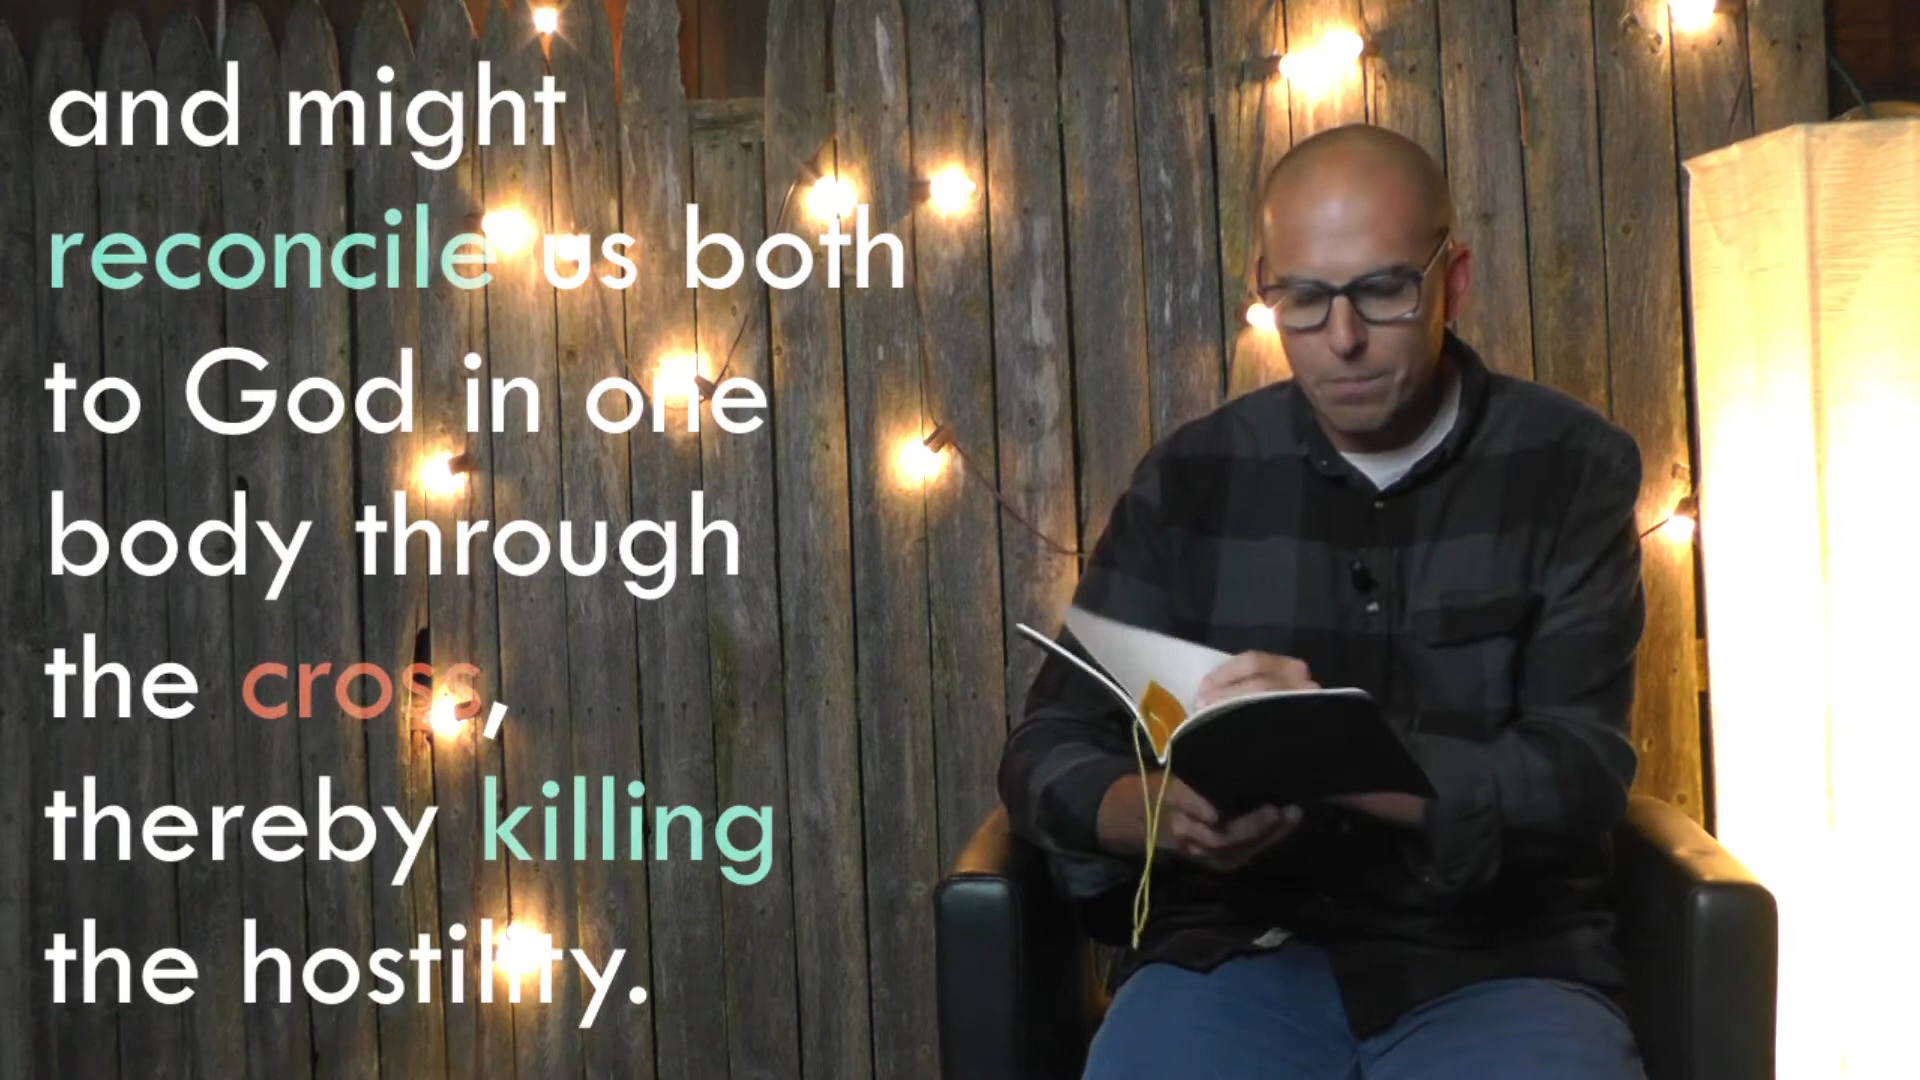 and might
reconcile us both
to God in one
body through
the cross,
thereby killing
the hostility.